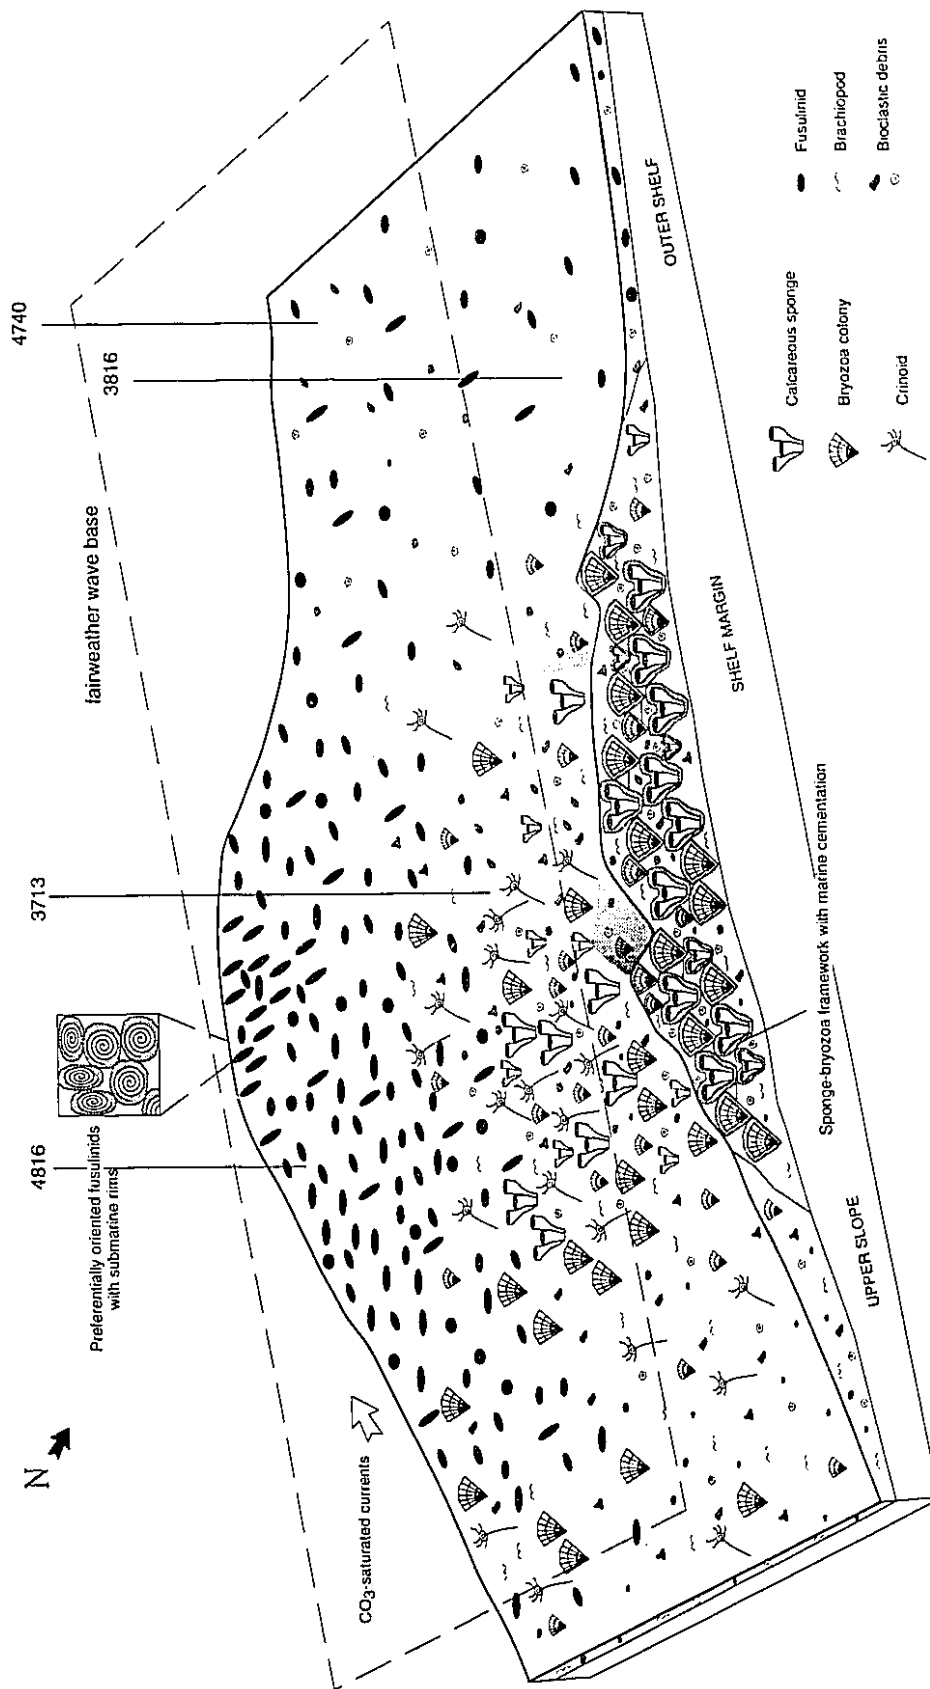 N
CO3-saturated currents
Preferentially oriented fusulinids
with submarine rims
4816
3713
fairweather wave base
3816
4740
UPPER SLOPE
SHELF MARGIN
OUTER SHELF
Sponge-bryozoa framework with marine cementation
Calcareous sponge
Bryozoa colony
Crinoid
Fusulinid
Brachiopod
Bioclastic debris